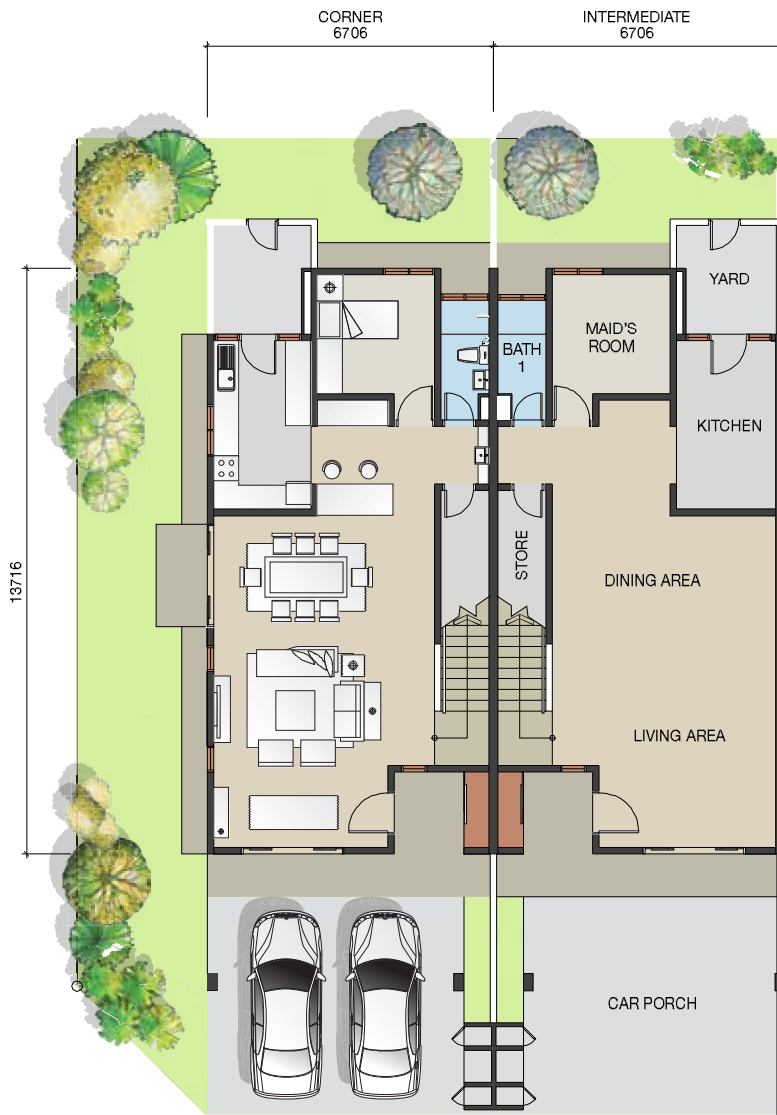 CORNER
6706
INTERMEDIATE
6706
YARD
MAID'S
ROOM
BATH
1
KITCHEN
STORE
DINING AREA
13716
LIVING AREA
CAR PORCH